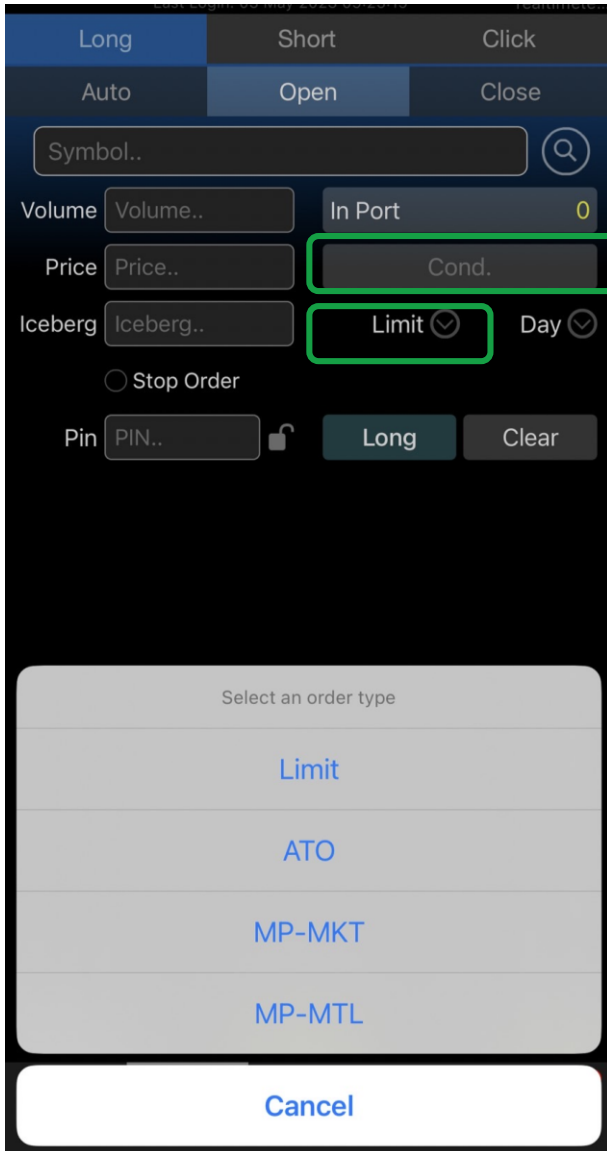 Long Short Click
Auto Open Close
Symbol..
Volume Volume.. In Port 0
Price Price.. Cond.
Iceberg Iceberg.. Limit Day
Stop Order
Pin PIN.. Long Clear
Select an order type
Limit
ATO
MP-MKT
MP-MTL
Cancel